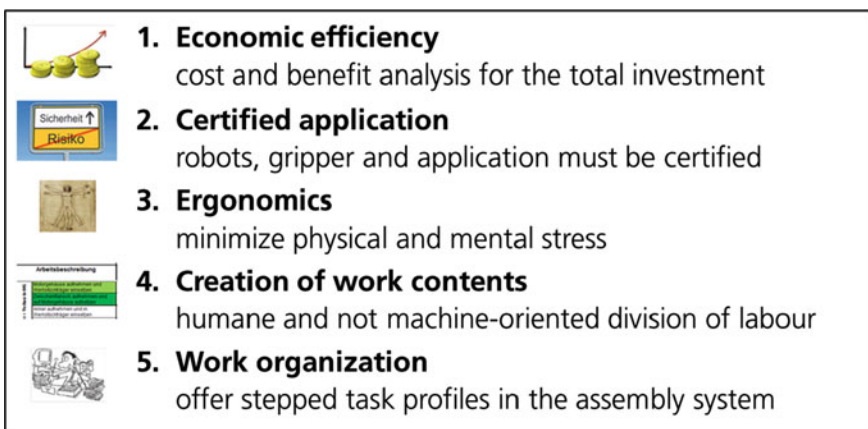 1. Economic efficiency
cost and benefit analysis for the total investment
Sicherheit ↑
Risiko
2. Certified application
robots, gripper and application must be certified
3. Ergonomics
minimize physical and mental stress
Arbeitsbeschreibung
4. Creation of work contents
humane and not machine-oriented division of labour
5. Work organization
offer stepped task profiles in the assembly system